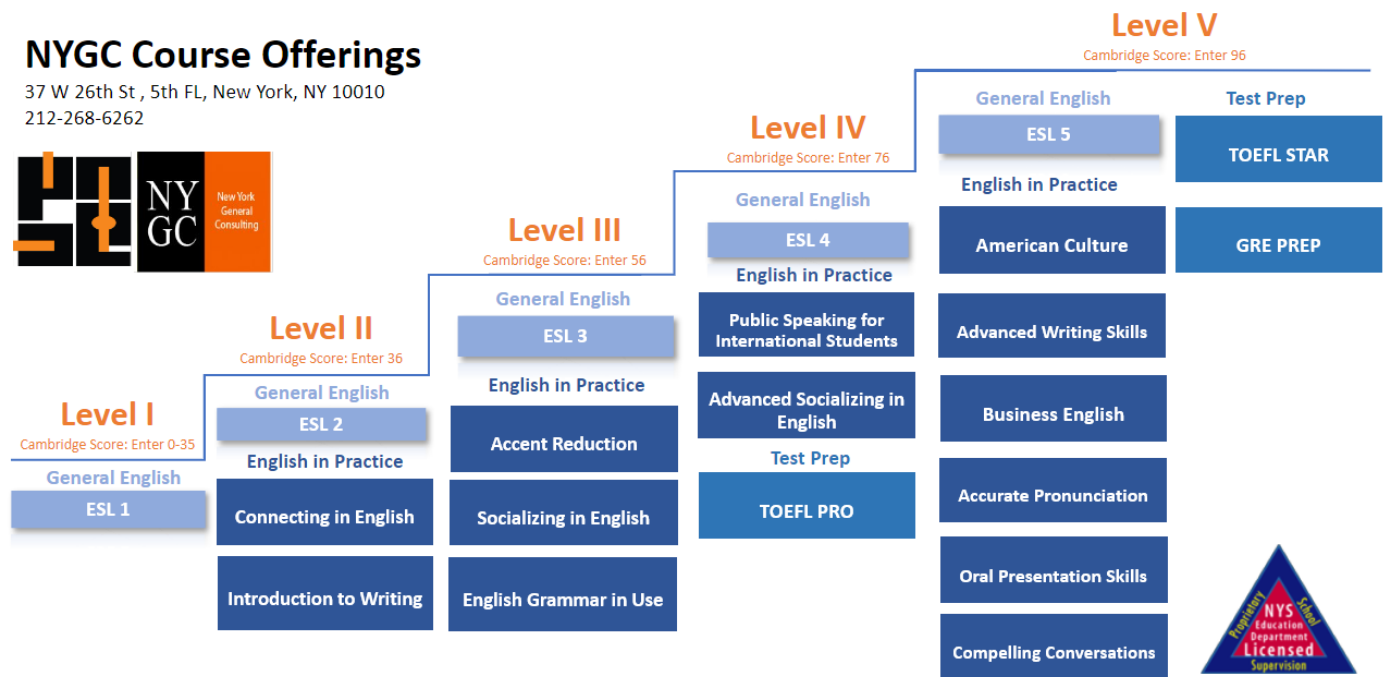 NYGC Course Offerings
37 W 26th St , 5th FL, New York, NY 10010
212-268-6262
NY
GC
New York
General
Consulting
Level I
Cambridge Score: Enter 0-35
General English
ESL 1
Level II
Cambridge Score: Enter 36
General English
ESL 2
English in Practice
Connecting in English
Introduction to Writing
Level III
Cambridge Score: Enter 56
General English
ESL 3
English in Practice
Accent Reduction
Socializing in English
English Grammar in Use
Level IV
Cambridge Score: Enter 76
General English
ESL 4
English in Practice
Public Speaking for
International Students
Advanced Socializing in
English
Test Prep
TOEFL PRO
Level V
Cambridge Score: Enter 96
General English
ESL 5
English in Practice
American Culture
Advanced Writing Skills
Business English
Accurate Pronunciation
Oral Presentation Skills
Compelling Conversations
Test Prep
TOEFL STAR
GRE PREP
Proprietary
School
NYS
Education
Department
Licensed
Supervision